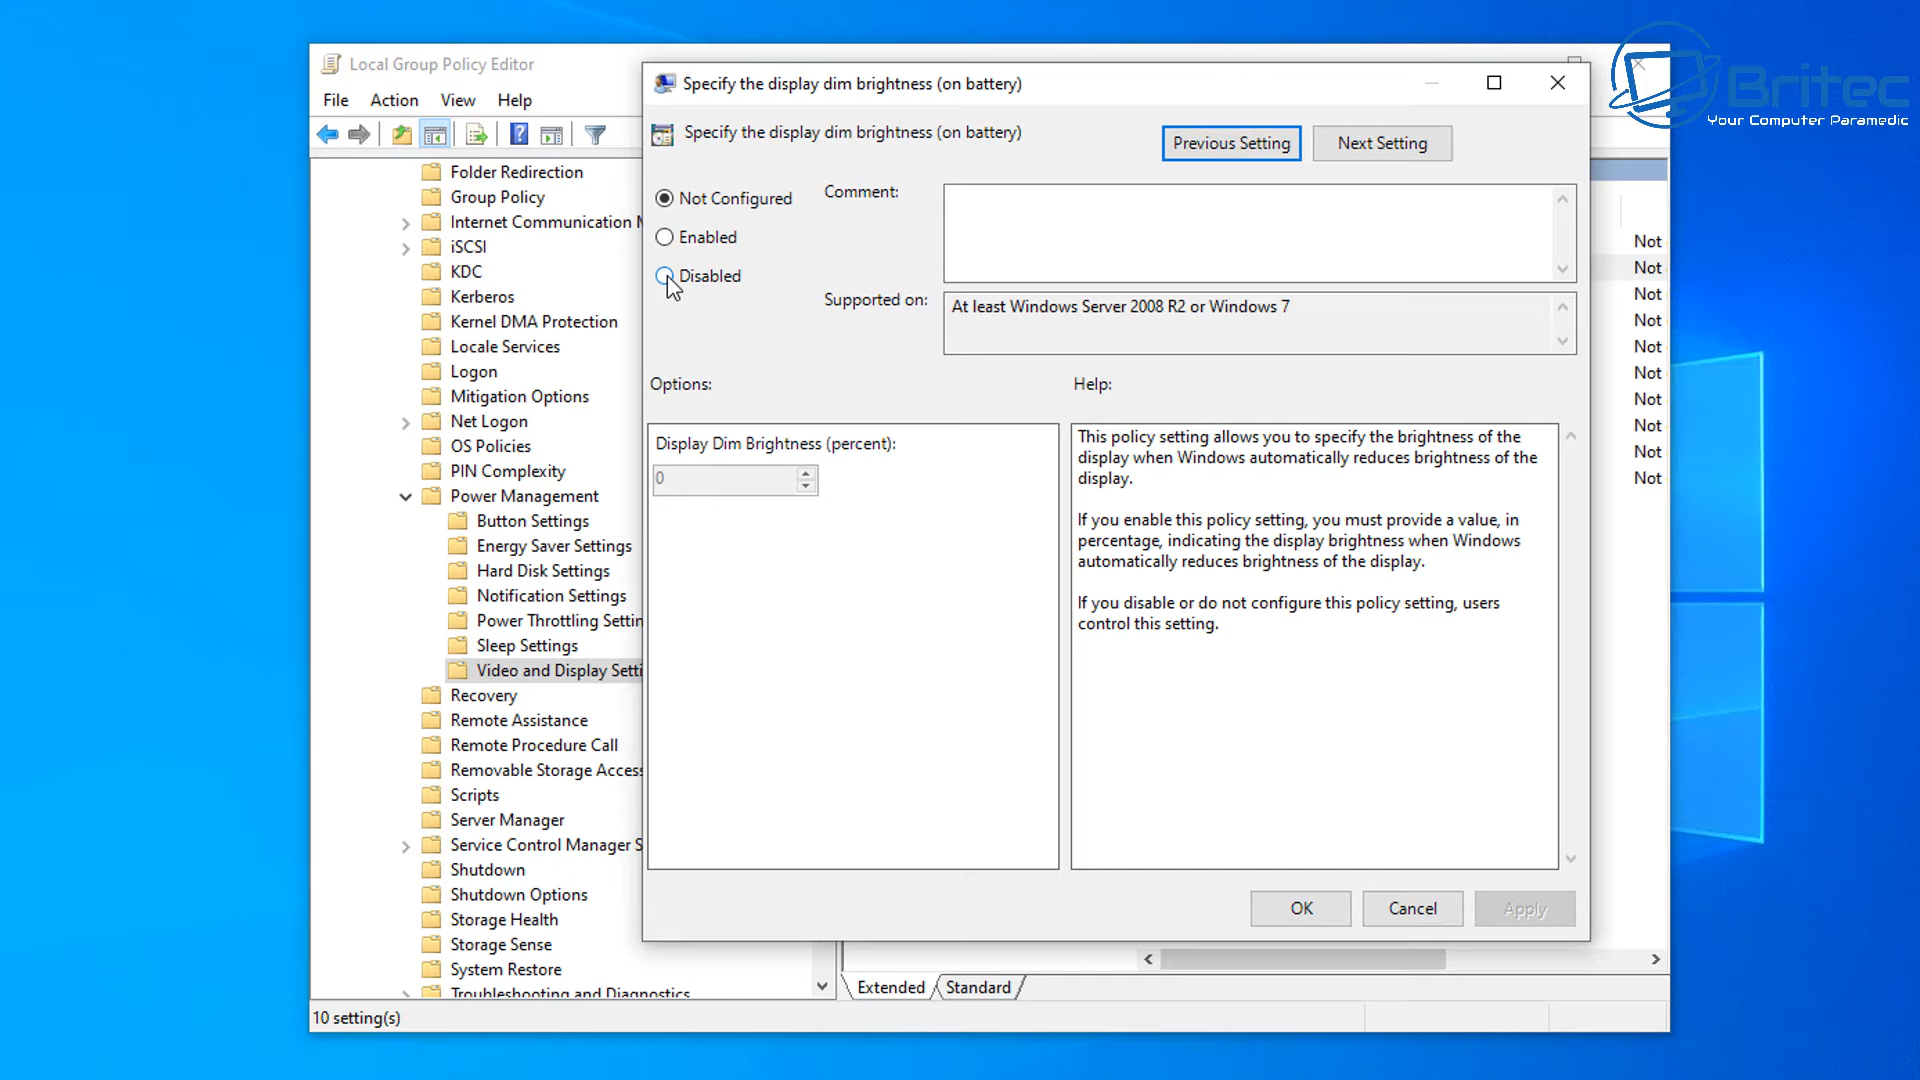 Local Group Policy Editor
File Action View Help
Folder Redirection
Group Policy
Internet Communication M
iSCSI
KDC
Kerberos
Kernel DMA Protection
Locale Services
Logon
Mitigation Options
Net Logon
OS Policies
PIN Complexity
Power Management
Button Settings
Energy Saver Settings
Hard Disk Settings
Notification Settings
Power Throttling Settin
Sleep Settings
Video and Display Setti
Recovery
Remote Assistance
Remote Procedure Call
Removable Storage Access
Scripts
Server Manager
Service Control Manager S
Shutdown
Shutdown Options
Storage Health
Storage Sense
System Restore
Troubleshooting and Diagnostics
10 setting(s)
Specify the display dim brightness (on battery)
Specify the display dim brightness (on battery)
Previous Setting
Next Setting
Not Configured
Enabled
Disabled
Comment:
Supported on:
At least Windows Server 2008 R2 or Windows 7
Options:
Help:
Display Dim Brightness (percent):
0
This policy setting allows you to specify the brightness of the
display when Windows automatically reduces brightness of the
display.
If you enable this policy setting, you must provide a value, in
percentage, indicating the display brightness when Windows
automatically reduces brightness of the display.
If you disable or do not configure this policy setting, users
control this setting.
OK
Cancel
Apply
Extended
Standard
Not
Not
Not
Not
Not
Not
Not
Not
Not
Not
Britec
Your Computer Paramedic